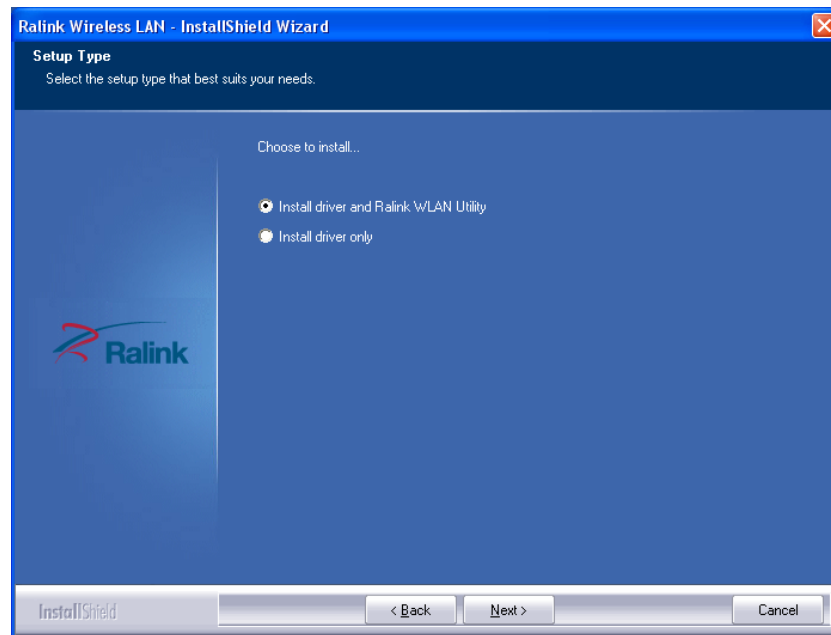 Ralink Wireless LAN - InstallShield Wizard
Setup Type
Select the setup type that best suits your needs.
Choose to install...
Install driver and Ralink WLAN Utility
Install driver only
Ralink
InstallShield
< Back
Next >
Cancel